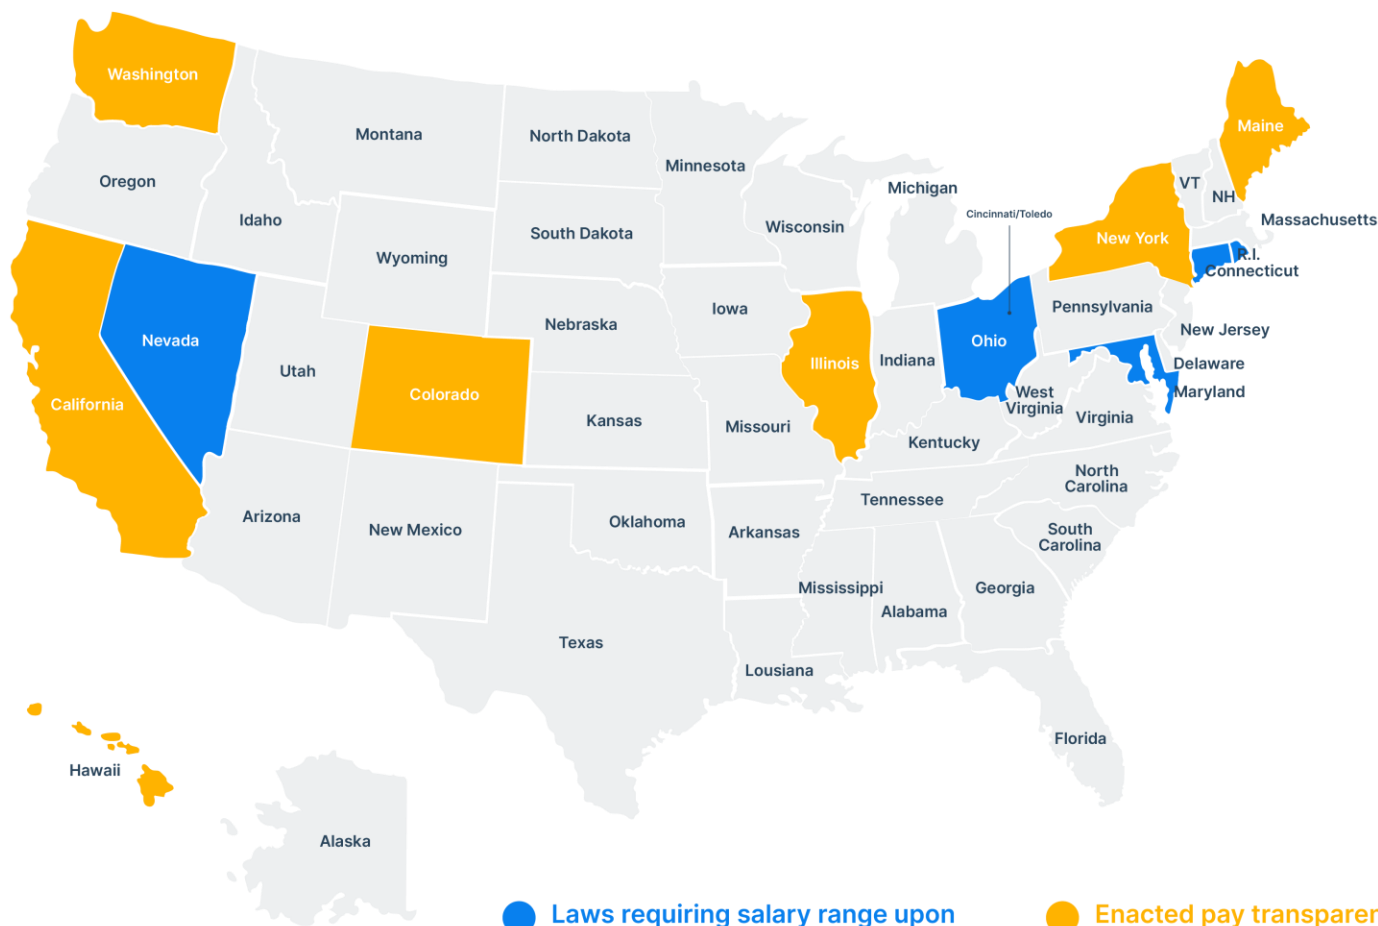 Washington
Montana
North Dakota
Minnesota
Maine
Oregon
Idaho
Michigan
VT
NH
Cincinnati/Toledo
Massachusetts
Wisconsin
South Dakota
Wyoming
New York
R.I.
Connecticut
Iowa
Pennsylvania
Nebraska
New Jersey
Nevada
Ohio
Utah
Illinois
Indiana
Delaware
California
Colorado
West
Virginia
Maryland
Kansas
Missouri
Virginia
Kentucky
North
Carolina
Tennessee
Arizona
New Mexico
Oklahoma
Arkansas
South
Carolina
Mississippi
Georgia
Alabama
Texas
Lousiana
Florida
Hawaii
Alaska
Laws requiring salary range upon
Enacted pay transparen